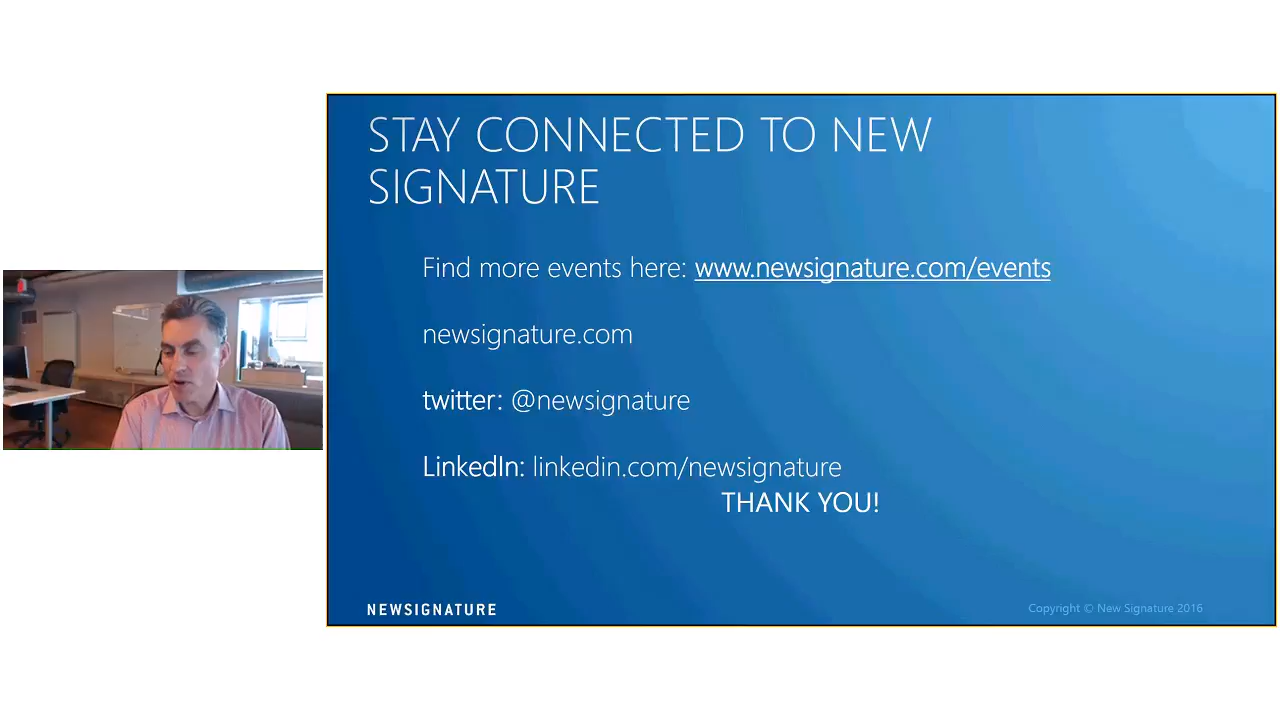 STAY CONNECTED TO NEW
SIGNATURE
Find more events here: www.newsignature.com/events
newsignature.com
twitter: @newsignature
LinkedIn: linkedin.com/newsignature
THANK YOU!
NEWSIGNATURE
Copyright © New Signature 2016